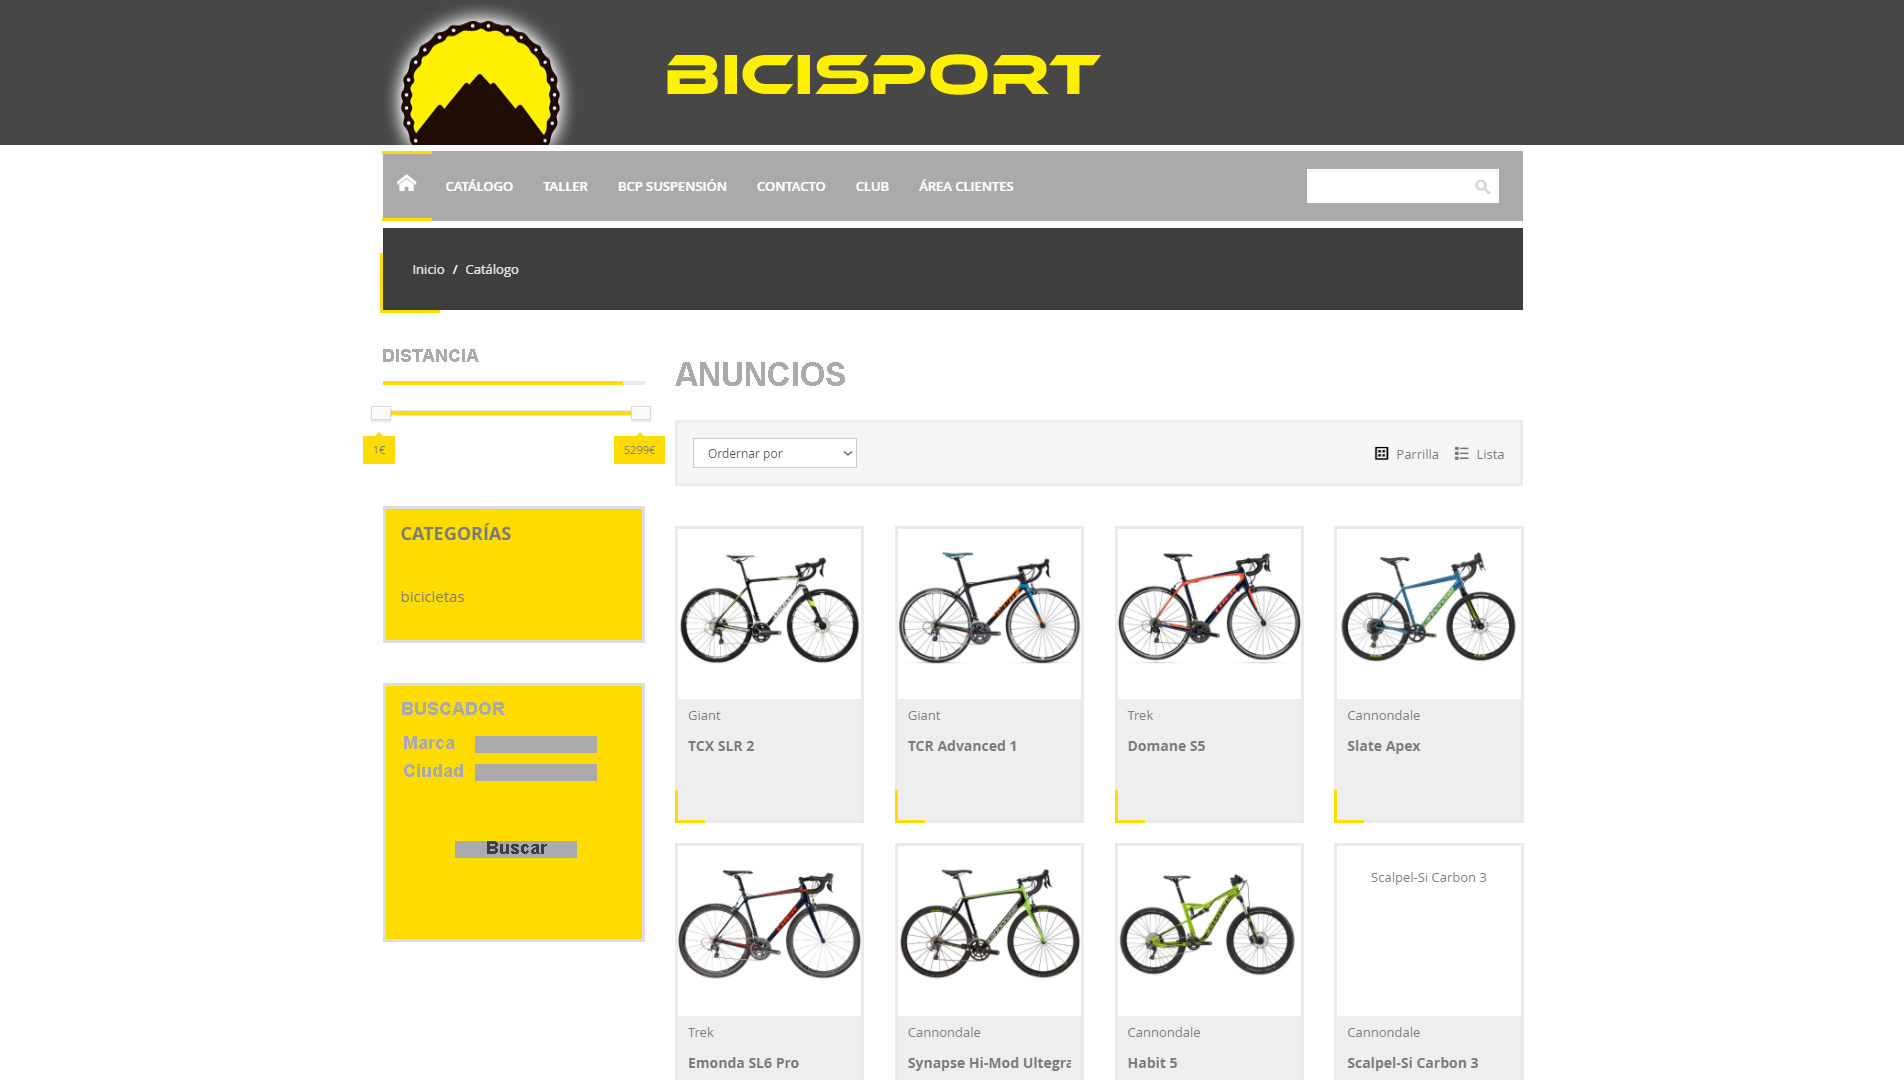 BICISPORT
CATÁLOGO TALLER BCP SUSPENSIÓN CONTACTO CLUB ÁREA CLIENTES
Inicio / Catálogo
DISTANCIA
1€ 5299€
CATEGORÍAS
bicicletas
BUSCADOR
Marca
Ciudad
Buscar
ANUNCIOS
Ordernar por
Parrilla Lista
Giant
TCX SLR 2
Giant
TCR Advanced 1
Trek
Domane S5
Cannondale
Slate Apex
Trek
Emonda SL6 Pro
Cannondale
Synapse Hi-Mod Ultegra
Cannondale
Habit 5
Scalpel-Si Carbon 3
Cannondale
Scalpel-Si Carbon 3